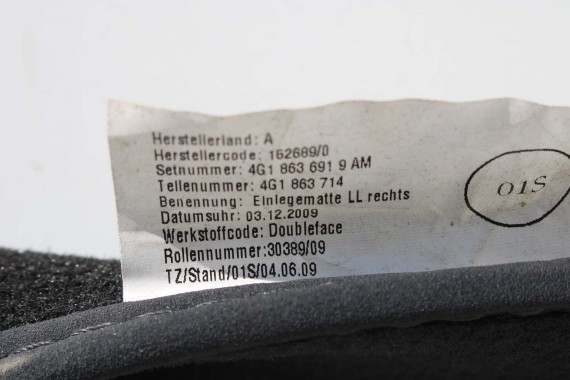 Herstellerland: A
Herstellercode: 152689/0
Setnummer: 4G1 863 691 9 AM
Teilenummer: 4G1 863 714
Benennung: Einlegematte LL rechts
Datumsuhr: 03.12.2009
Werkstoffcode: Doubleface
Rollennummer:30389/09
TZ/Stand/01S/04.06.09
01S